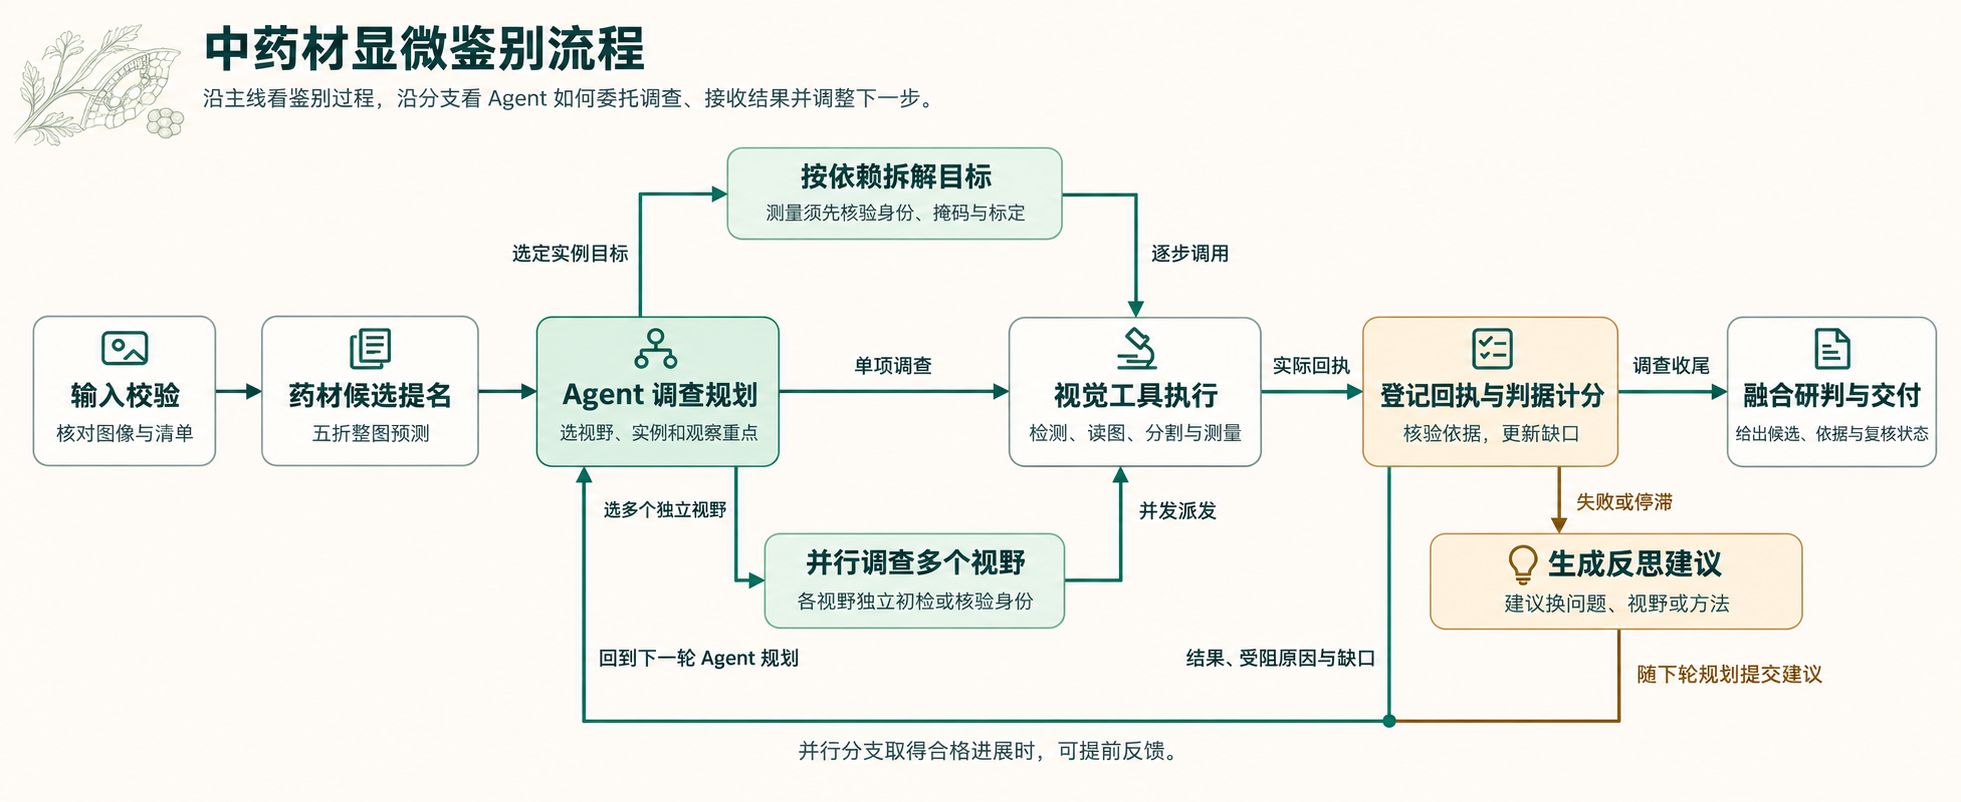 中药材显微鉴别流程
沿主线看鉴别过程，沿分支看 Agent 如何委托调查、接收结果并调整下一步。
按依赖拆解目标
测量须先核验身份、掩码与标定
选定实例目标
逐步调用
输入校验
核对图像与清单
药材候选提名
五折整图预测
Agent 调查规划
选视野、实例和观察重点
单项调查
视觉工具执行
检测、读图、分割与测量
实际回执
登记回执与判据计分
核验依据，更新缺口
调查收尾
融合研判与交付
给出候选、依据与复核状态
选多个独立视野
并发派发
失败或停滞
并行调查多个视野
各视野独立初检或核验身份
生成反思建议
建议换问题、视野或方法
回到下一轮 Agent 规划
结果、受阻原因与缺口
随下轮规划提交建议
并行分支取得合格进展时，可提前反馈。